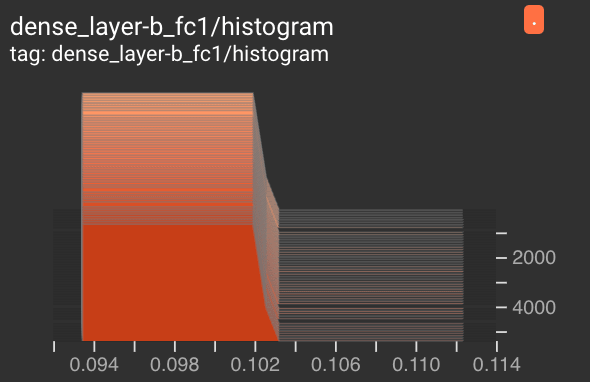 dense_layer-b_fc1/histogram
.
tag: dense_layer-b_fc1/histogram
2000
4000
0.094 0.098 0.102 0.106 0.110 0.114